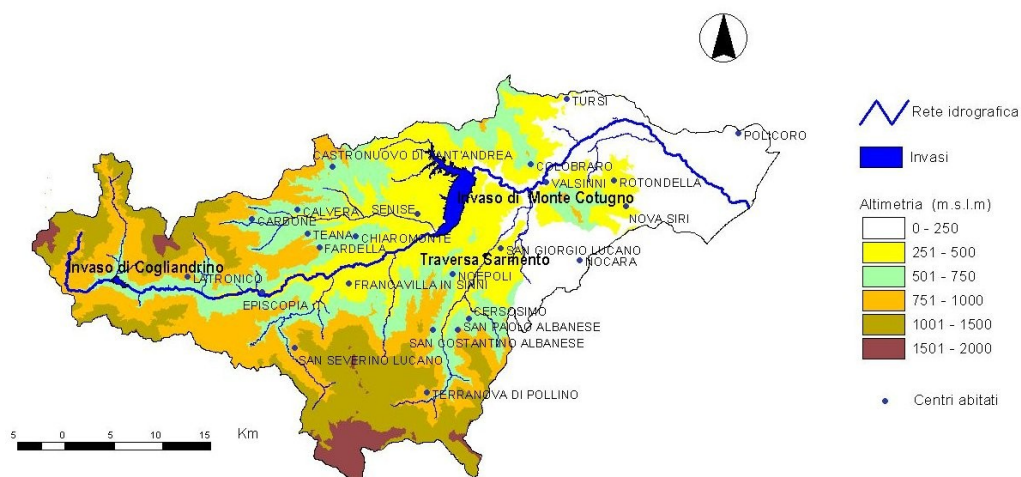 TURSI
POLICORO
CASTRONUOVO DI SANT'ANDREA
COLOBRARO
VALSINNI
ROTONDELLA
Invaso di Monte Cotugno
CALVERA
SENISE
CARBONE
NOVA SIRI
TEANA
CHIAROMONTE
FARDELLA
SAN GIORGIO LUCANO
Traversa Sarmento
NOCARA
Invaso di Cogliandrino
LATRONICO
NOEPOLI
FRANCAVILLA IN SINNI
EPISCOPIA
CERSOSIMO
SAN PAOLO ALBANESE
SAN COSTANTINO ALBANESE
SAN SEVERINO LUCANO
TERRANOVA DI POLLINO
5 0 5 10 15 Km
Rete idrografica
Invasi
Altimetria (m.s.l.m)
0 - 250
251 - 500
501 - 750
751 - 1000
1001 - 1500
1501 - 2000
Centri abitati